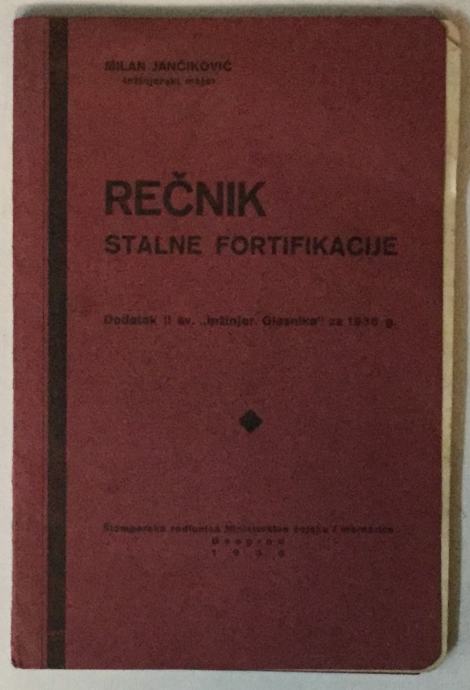 MILAN JANČIKOVIĆ
inžinjerski major
REČNIK
STALNE FORTIFIKACIJE
Dodatak II sv. „Inžinjer. Glasnika" za 1936 g.
Štamparska radionica Ministarstva vojske i mornarice
Beograd
1936